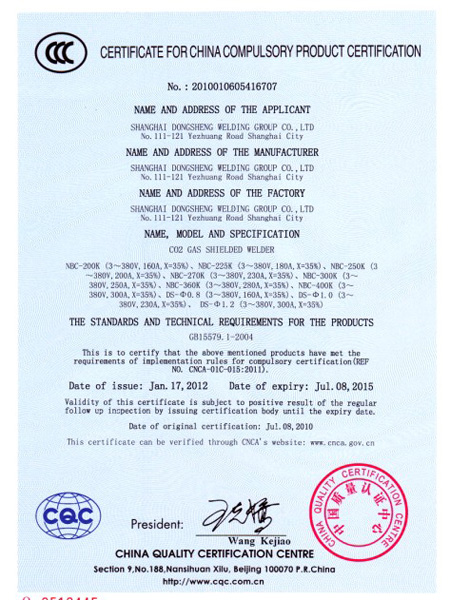 CCC CERTIFICATE FOR CHINA COMPULSORY PRODUCT CERTIFICATION
No. : 2010010605416707
NAME AND ADDRESS OF THE APPLICANT
SHANGHAI DONGSHENG WELDING GROUP CO.,LTD
No.111-121 Yezhuang Road Shanghai City
NAME AND ADDRESS OF THE MANUFACTURER
SHANGHAI DONGSHENG WELDING GROUP CO.,LTD
No.111-121 Yezhuang Road Shanghai City
NAME AND ADDRESS OF THE FACTORY
SHANGHAI DONGSHENG WELDING GROUP CO.,LTD
No.111-121 Yezhuang Road Shanghai City
NAME, MODEL AND SPECIFICATION
CO2 GAS SHIELDED WELDER
NBC-200K (3～380V,160A,X=35%)、NBC-225K (3～380V,180A,X=35%)、NBC-250K (3
～380V,200A,X=35%)、NBC-270K (3～380V,230A,X=35%)、NBC-300K (3～
380V,250A,X=35%)、NBC-360K (3～380V,280A,X=35%)、NBC-400K (3～
380V,300A,X=35%)、DS-Φ0.8 (3～380V,160A,X=35%)、DS-Φ1.0 (3～
380V,230A,X=35%)、 DS-Φ1.2 (3～380V,300A,X=35%)
THE STANDARDS AND TECHNICAL REQUIREMENTS FOR THE PRODUCTS
GB15579.1-2004
This is to certify that the above mentioned products have met the
requirements of implementation rules for compulsory certification(REF
NO. CNCA-01C-015:2011).
Date of issue: Jan.17,2012 Date of expiry: Jul.08,2015
Validity of this certificate is subject to positive result of the regular
follow up inspection by issuing certification body until the expiry date.
Date of original certification: Jul.08,2010
This certificate can be verified through CNCA's website: www.cnca.gov.cn
CQC
President:
Wang Kejiao
CHINA QUALITY CERTIFICATION CENTRE
中国质量认证中心
CHINA QUALITY CERTIFICATION CENTRE
Section 9,No.188,Nansihuan Xilu, Beijing 100070 P.R.China
http://www.cqc.com.cn